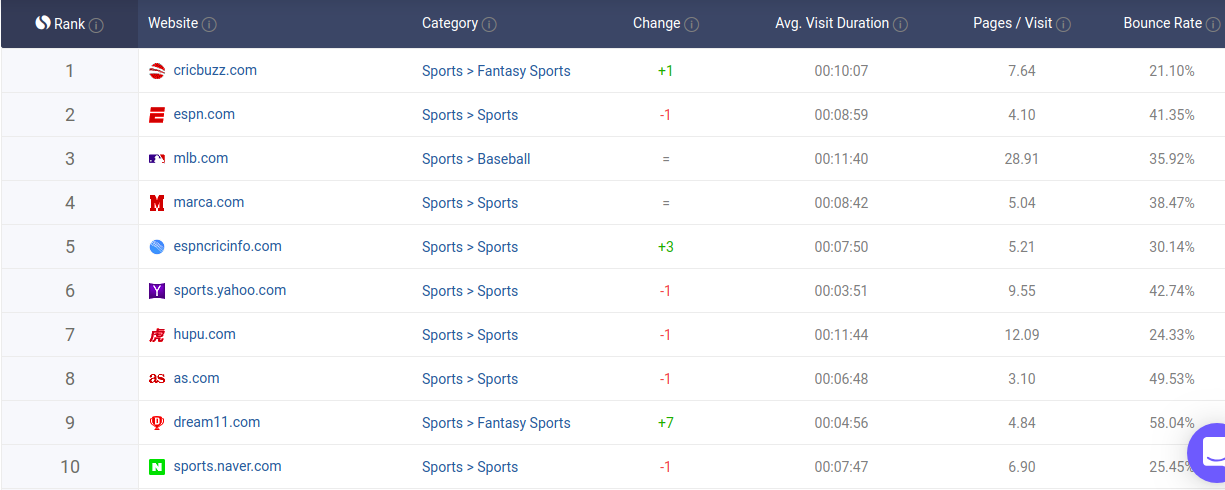 Rank Website Category Change Avg. Visit Duration Pages / Visit Bounce Rate
1 cricbuzz.com Sports > Fantasy Sports +1 00:10:07 7.64 21.10%
2 espn.com Sports > Sports -1 00:08:59 4.10 41.35%
3 mlb.com Sports > Baseball = 00:11:40 28.91 35.92%
4 marca.com Sports > Sports = 00:08:42 5.04 38.47%
5 espncricinfo.com Sports > Sports +3 00:07:50 5.21 30.14%
6 sports.yahoo.com Sports > Sports -1 00:03:51 9.55 42.74%
7 hupu.com Sports > Sports -1 00:11:44 12.09 24.33%
8 as as.com Sports > Sports -1 00:06:48 3.10 49.53%
9 dream11.com Sports > Fantasy Sports +7 00:04:56 4.84 58.04%
10 sports.naver.com Sports > Sports -1 00:07:47 6.90 25.45%